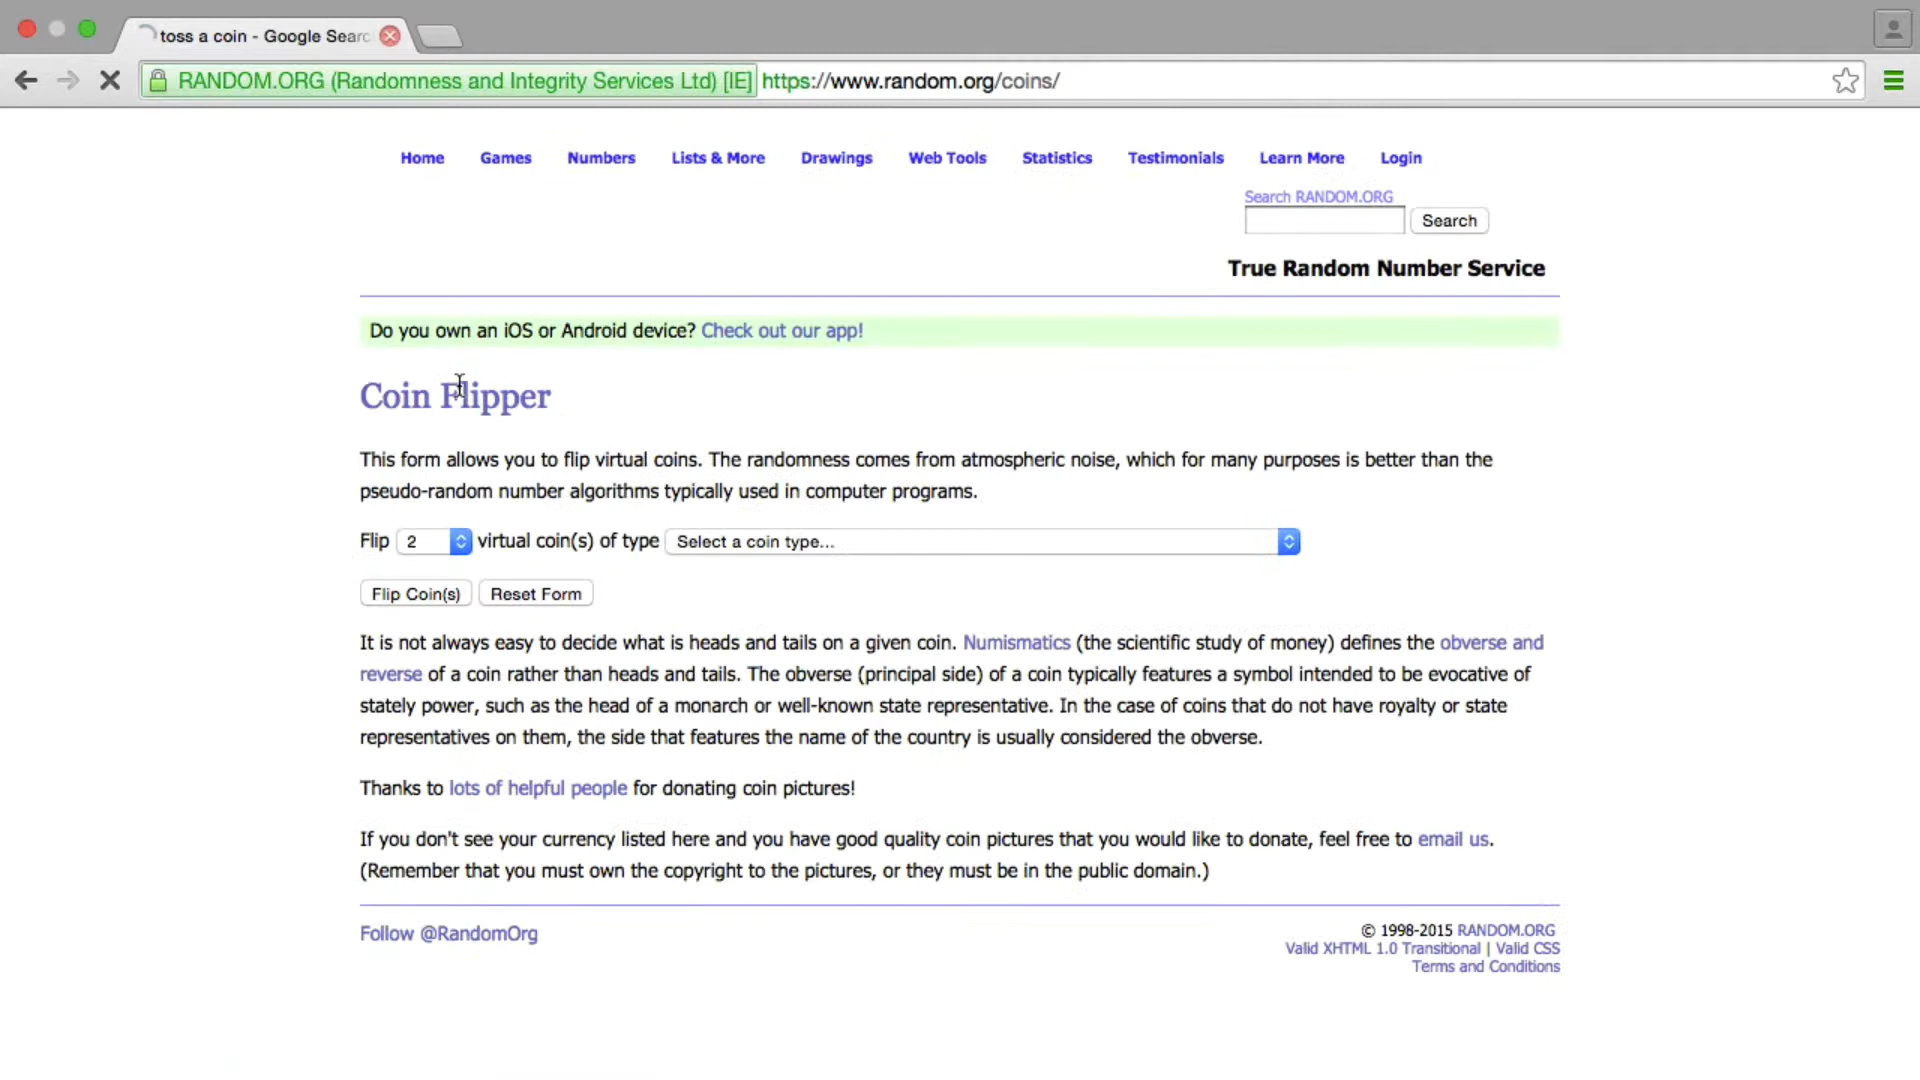 toss a coin - Google Searc
RANDOM.ORG (Randomness and Integrity Services Ltd) [IE] https://www.random.org/coins/
Home Games Numbers Lists & More Drawings Web Tools Statistics Testimonials Learn More Login
Search RANDOM.ORG
Search
True Random Number Service
Do you own an iOS or Android device? Check out our app!
Coin Flipper
This form allows you to flip virtual coins. The randomness comes from atmospheric noise, which for many purposes is better than the
pseudo-random number algorithms typically used in computer programs.
Flip 2 virtual coin(s) of type Select a coin type...
Flip Coin(s) Reset Form
It is not always easy to decide what is heads and tails on a given coin. Numismatics (the scientific study of money) defines the obverse and
reverse of a coin rather than heads and tails. The obverse (principal side) of a coin typically features a symbol intended to be evocative of
stately power, such as the head of a monarch or well-known state representative. In the case of coins that do not have royalty or state
representatives on them, the side that features the name of the country is usually considered the obverse.
Thanks to lots of helpful people for donating coin pictures!
If you don't see your currency listed here and you have good quality coin pictures that you would like to donate, feel free to email us.
(Remember that you must own the copyright to the pictures, or they must be in the public domain.)
Follow @RandomOrg
© 1998-2015 RANDOM.ORG
Valid XHTML 1.0 Transitional | Valid CSS
Terms and Conditions